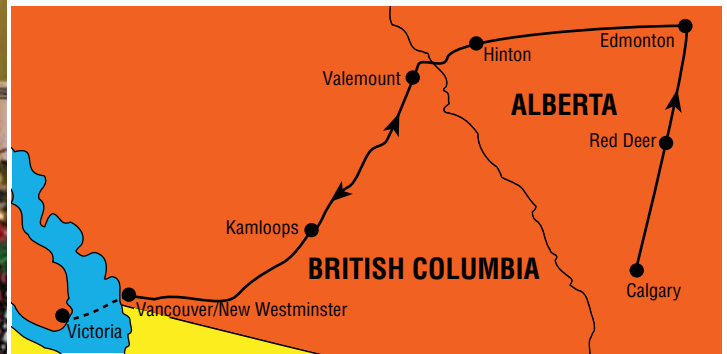 Edmonton
Hinton
Valemount
ALBERTA
Red Deer
Kamloops
BRITISH COLUMBIA
Calgary
Vancouver/New Westminster
Victoria